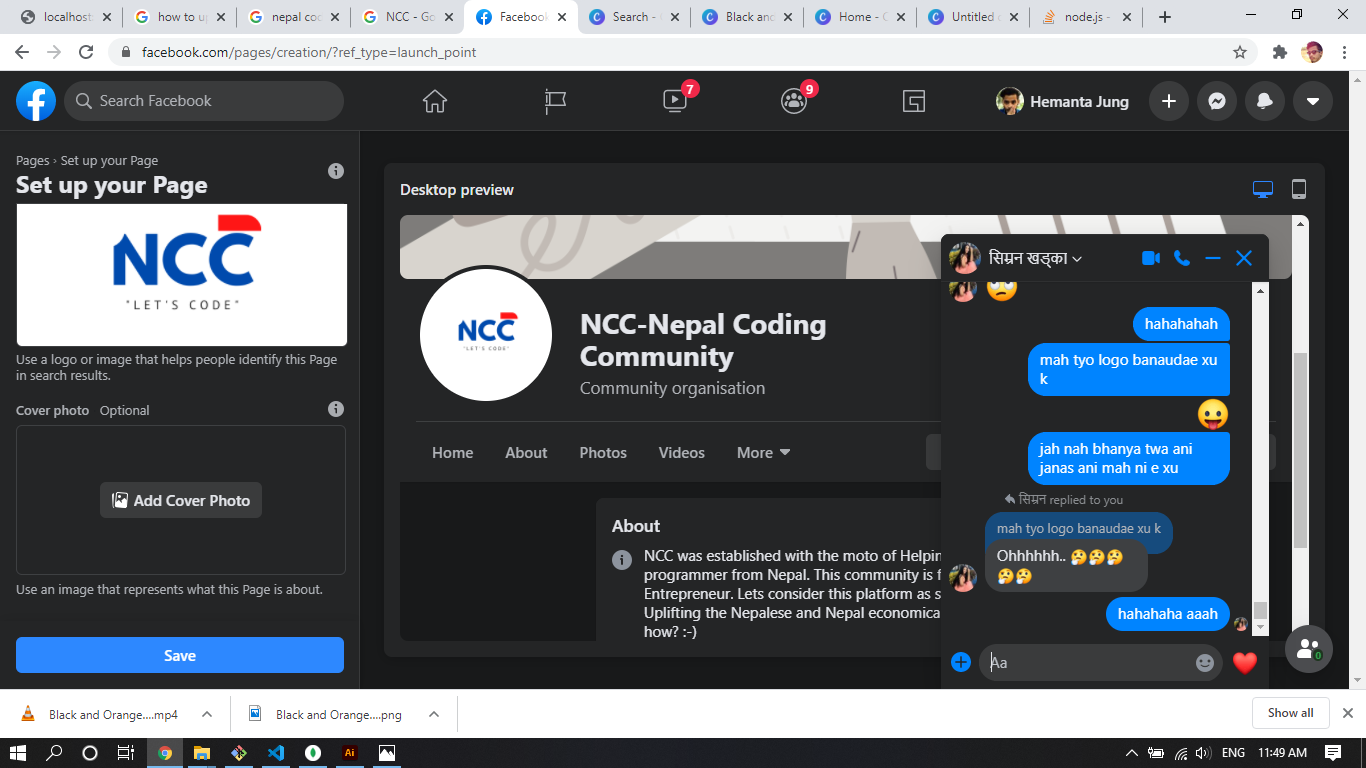 localhost:
how to up
nepal cod
NCC - Go
Facebook
Search -
Black and
Home - C
Untitled
node.js -
facebook.com/pages/creation/?ref_type=launch_point
Search Facebook
7
9
Hemanta Jung
Pages › Set up your Page
Set up your Page
NCC
"LET'S CODE"
Use a logo or image that helps people identify this Page
in search results.
Cover photo Optional
Add Cover Photo
Use an image that represents what this Page is about.
Save
Desktop preview
NCC
"LET'S CODE"
NCC-Nepal Coding
Community
Community organisation
Home About Photos Videos More
About
NCC was established with the moto of Helpin
programmer from Nepal. This community is f
Entrepreneur. Lets consider this platform as s
Uplifting the Nepalese and Nepal economica
how? :-)
सिम्रन खड्का
🙄
hahahahah
mah tyo logo banaudae xu
k
😛
jah nah bhanya twa ani
janas ani mah ni e xu
सिम्रन replied to you
mah tyo logo banaudae xu k
Ohhhhhh.. 🤔🤔🤔
🤔🤔
hahahaha aaah
Aa
0
Black and Orange....mp4
Black and Orange....png
Show all
Ai
ENG
11:49 AM